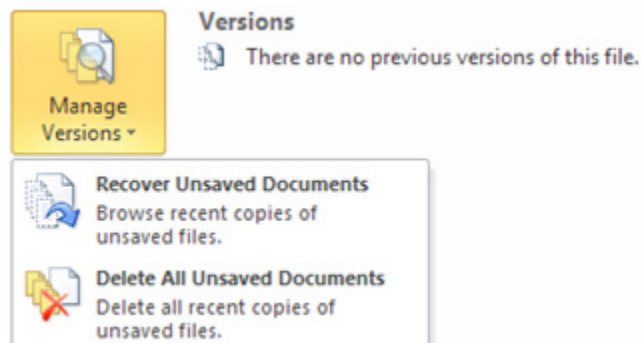 Versions
There are no previous versions of this file.
Manage
Versions
Recover Unsaved Documents
Browse recent copies of
unsaved files.
Delete All Unsaved Documents
Delete all recent copies of
unsaved files.